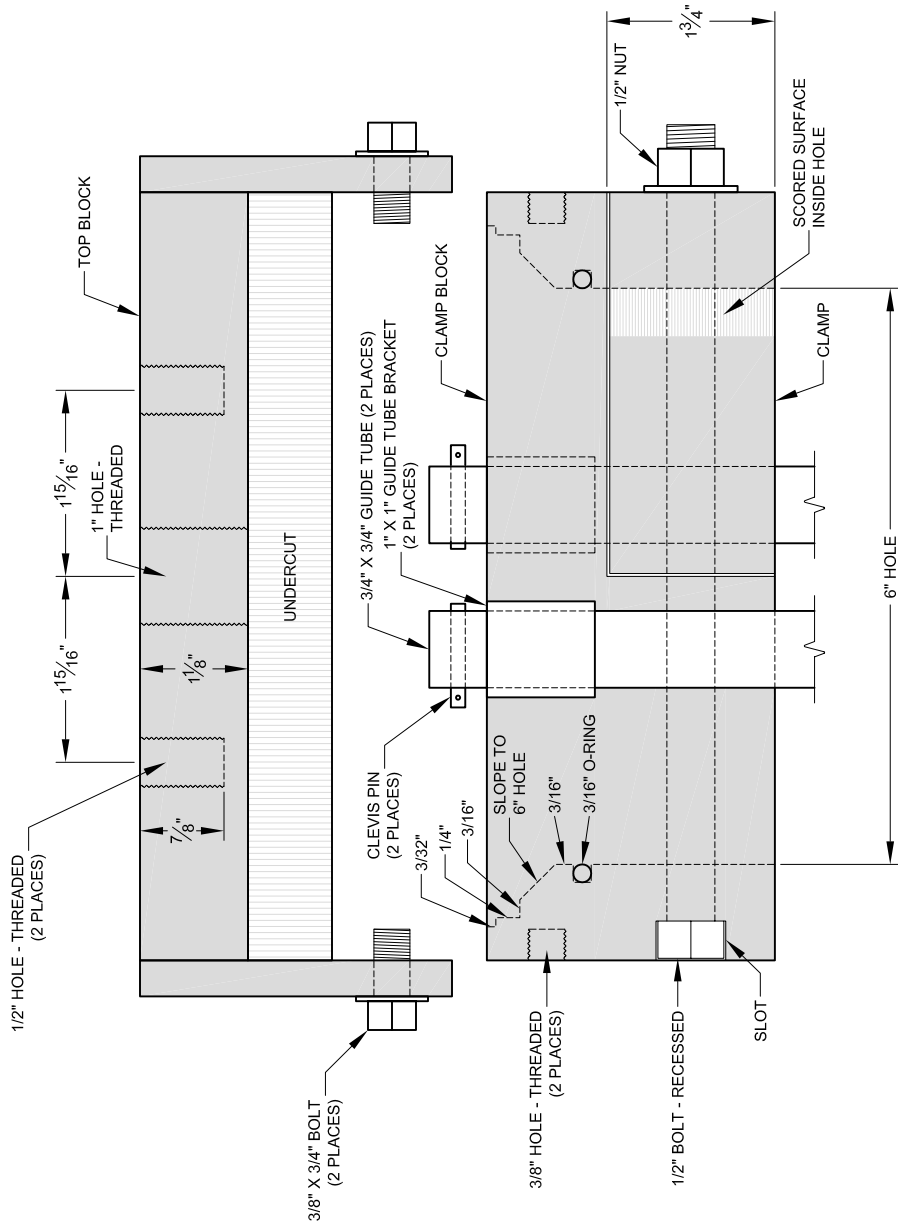 1/2" HOLE - THREADED
(2 PLACES)
1 15/16"
1 15/16"
1" HOLE -
THREADED
TOP BLOCK
7/8"
1 1/8"
UNDERCUT
3/8" X 3/4" BOLT
(2 PLACES)
CLEVIS PIN
(2 PLACES)
3/4" X 3/4" GUIDE TUBE (2 PLACES)
1" X 1" GUIDE TUBE BRACKET
(2 PLACES)
CLAMP BLOCK
1/2" NUT
1 3/4"
3/32"
1/4"
3/16"
SLOPE TO
6" HOLE
3/16"
3/16" O-RING
3/8" HOLE - THREADED
(2 PLACES)
1/2" BOLT - RECESSED
SLOT
6" HOLE
CLAMP
SCORED SURFACE
INSIDE HOLE